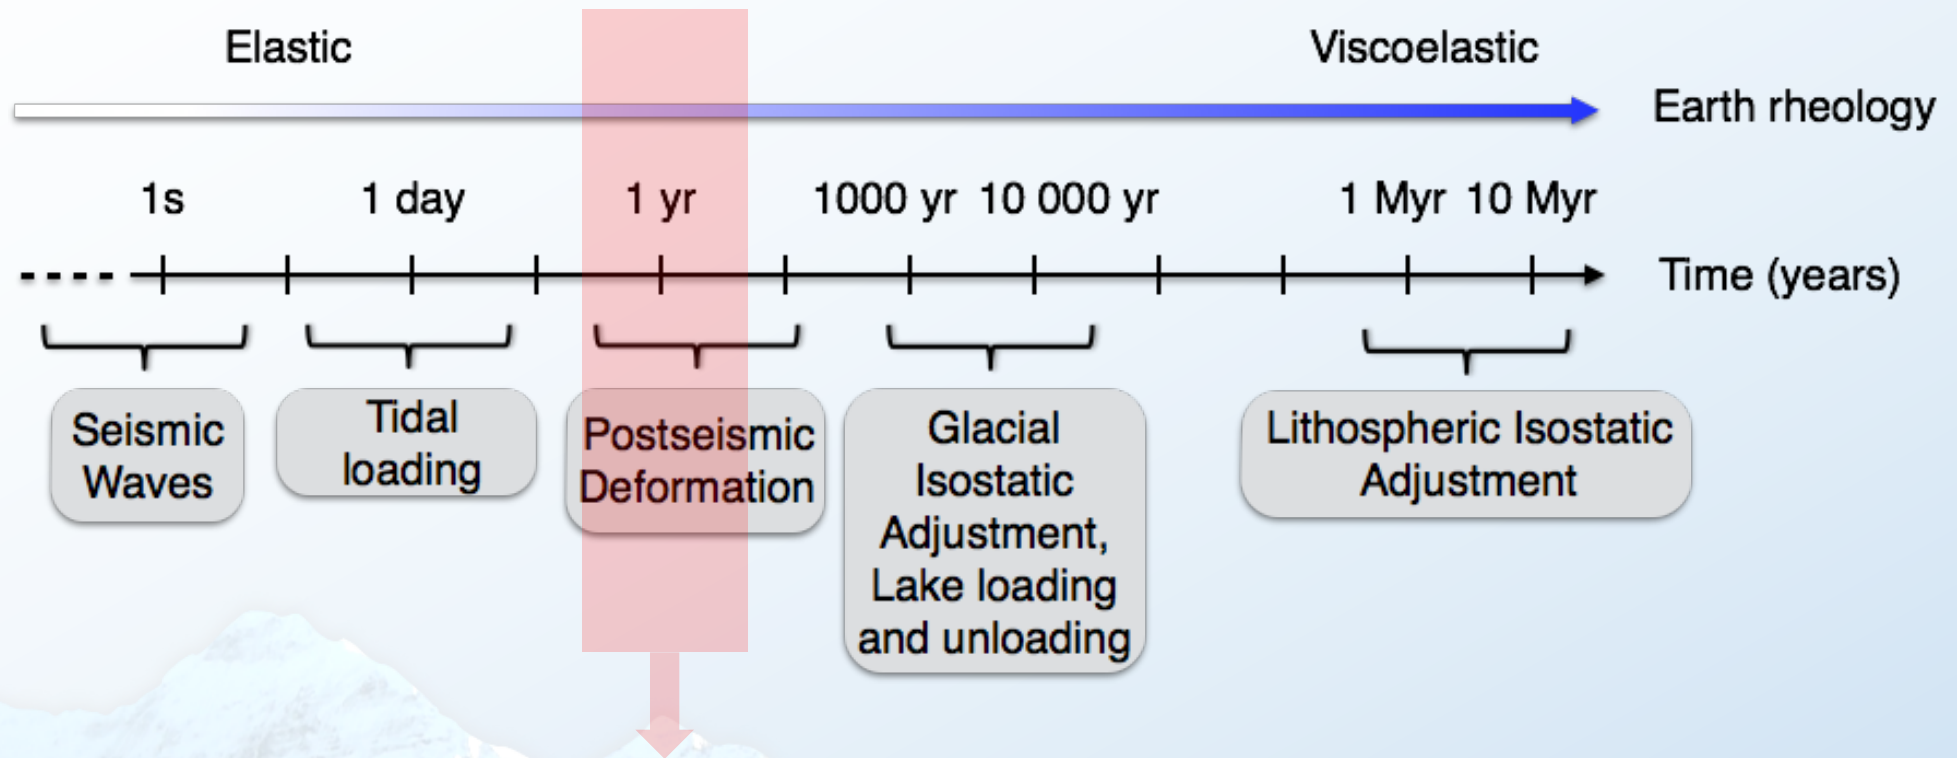 Elastic
Viscoelastic
Earth rheology
1s
1 day
1 yr
1000 yr
10 000 yr
1 Myr
10 Myr
Time (years)
Seismic
Waves
Tidal
loading
Postseismic
Deformation
Glacial
Isostatic
Adjustment,
Lake loading
and unloading
Lithospheric Isostatic
Adjustment